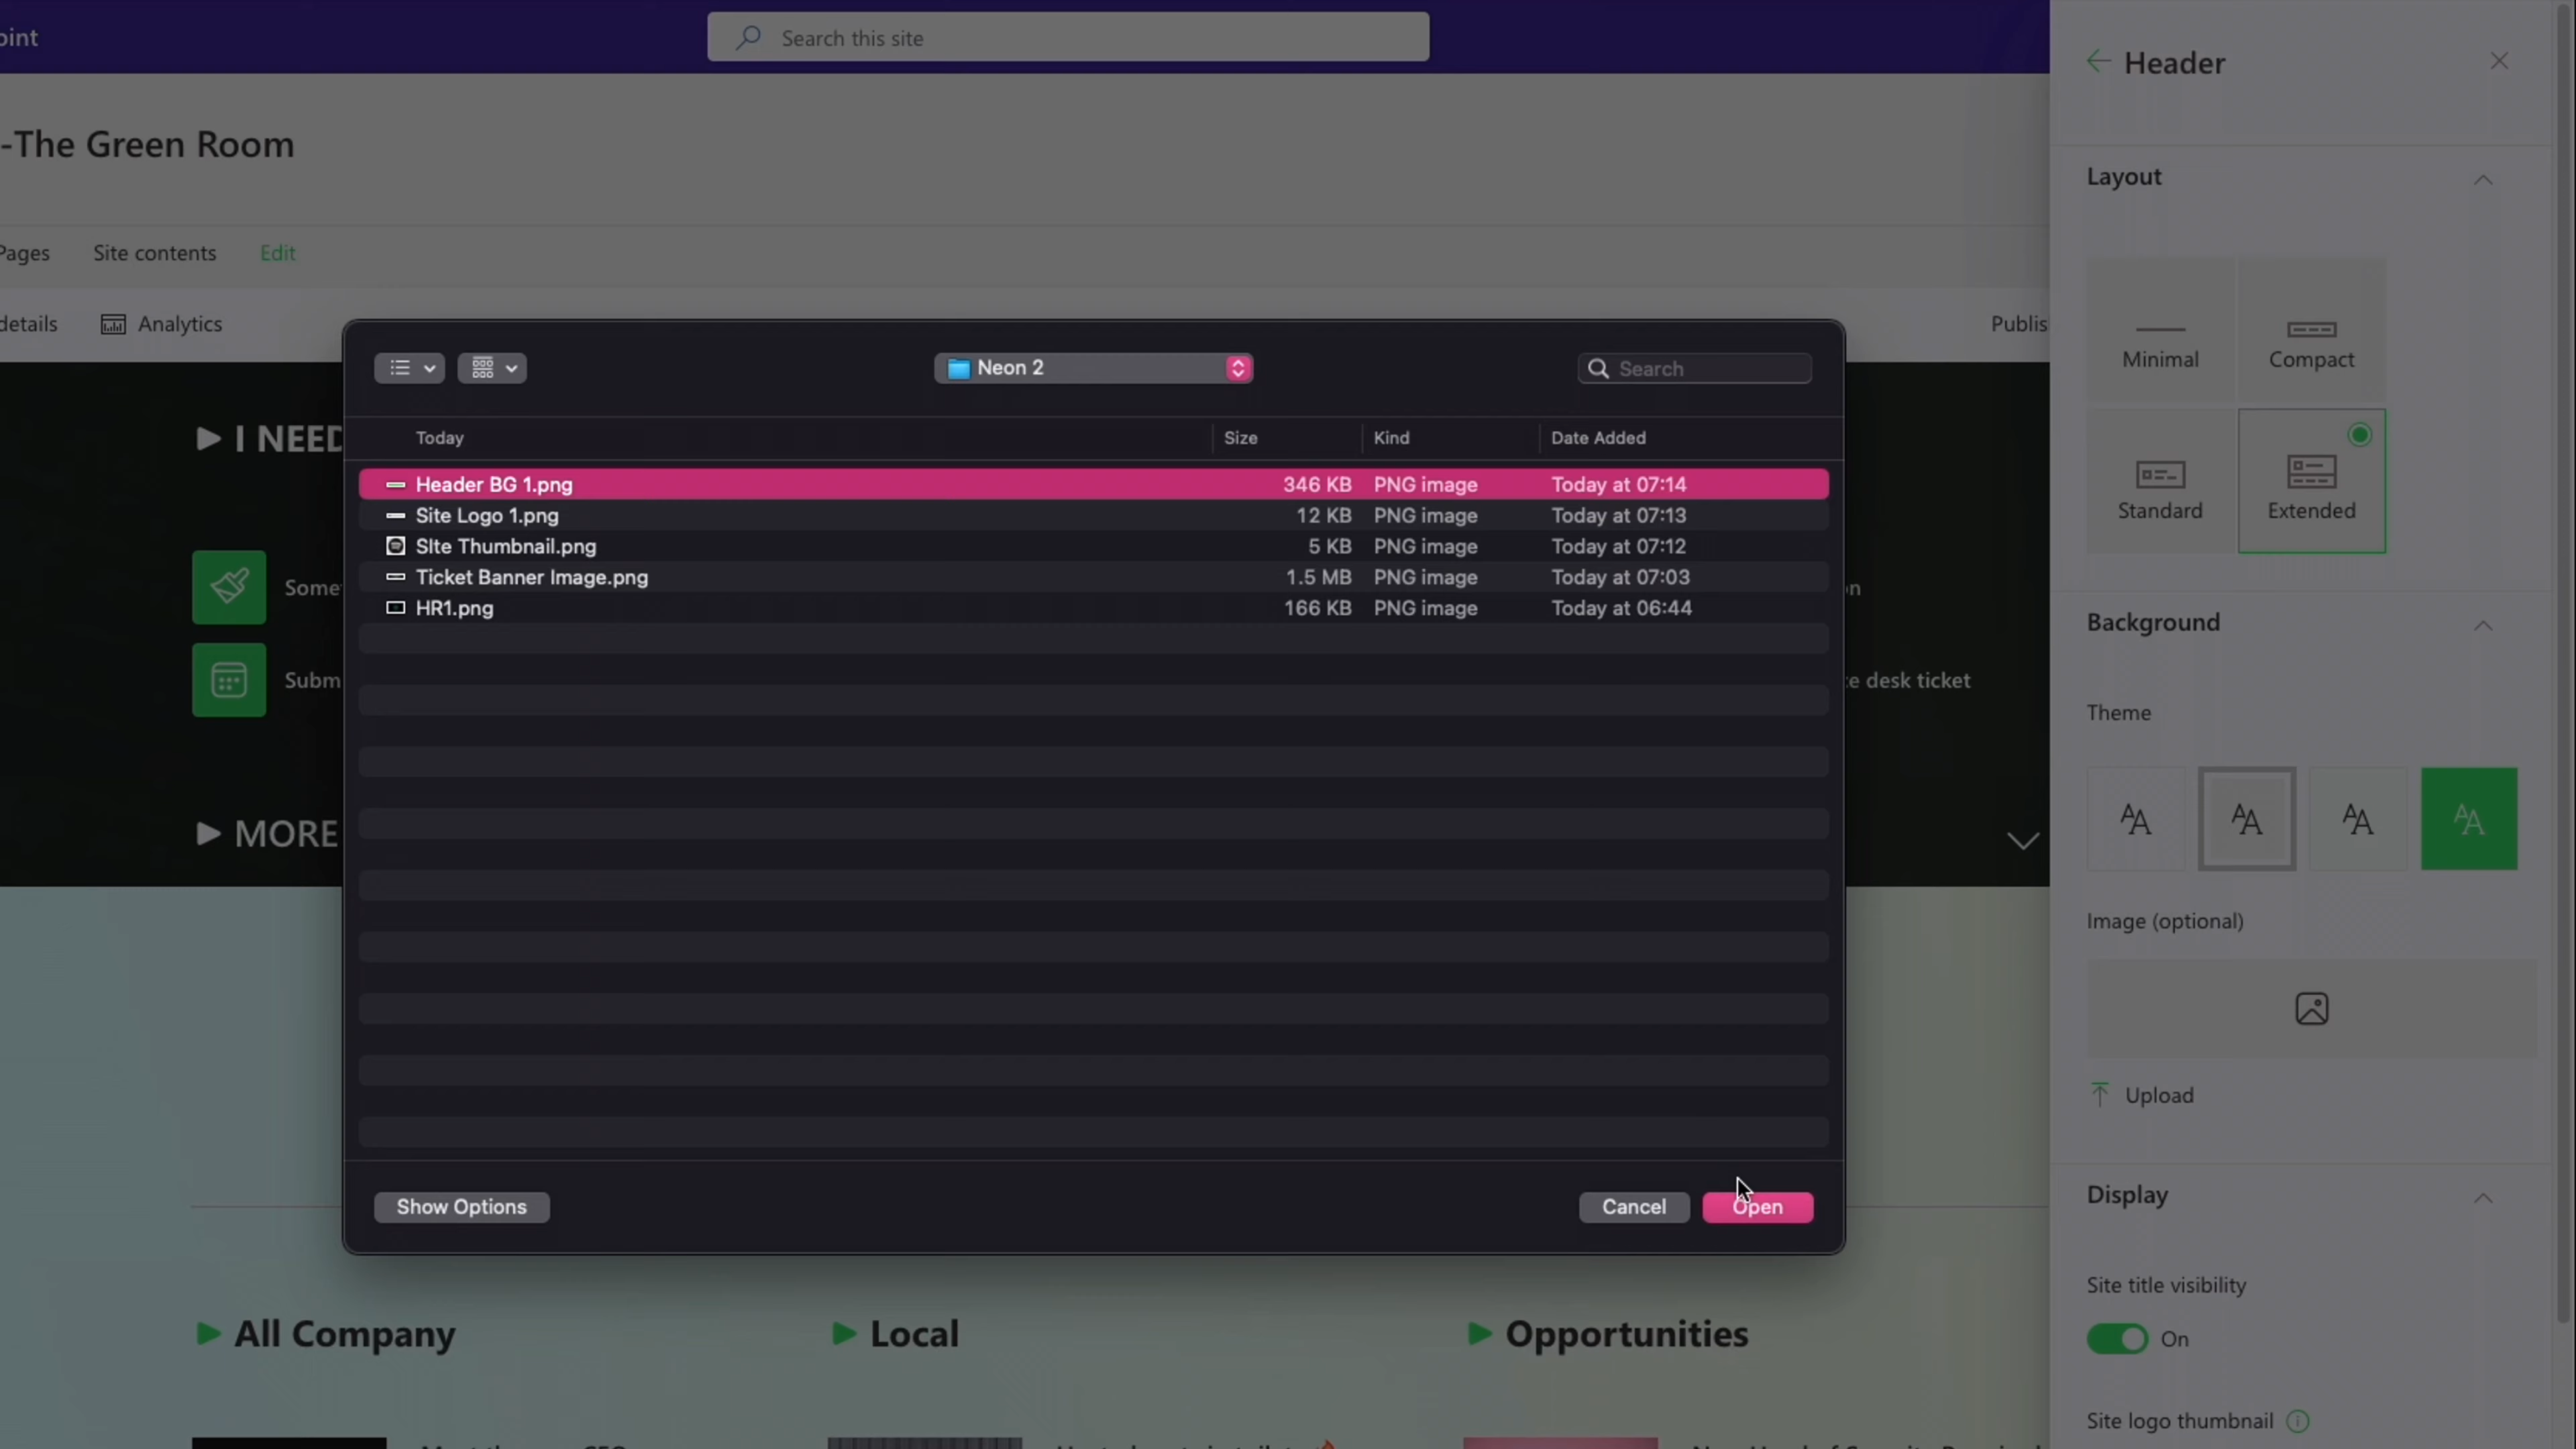 oint
Search this site
-The Green Room
Pages Site contents Edit
details Analytics
Publis
I NEED
Some
Subm
on
e desk ticket
MORE
Neon 2
Search
Today Size Kind Date Added
Header BG 1.png 346 KB PNG image Today at 07:14
Site Logo 1.png 12 KB PNG image Today at 07:13
SIte Thumbnail.png 5 KB PNG image Today at 07:12
Ticket Banner Image.png 1.5 MB PNG image Today at 07:03
HR1.png 166 KB PNG image Today at 06:44
Show Options Cancel Open
All Company Local Opportunities
Header
Layout
Minimal Compact
Standard Extended
Background
Theme
AA AA AA AA
Image (optional)
Upload
Display
Site title visibility
On
Site logo thumbnail